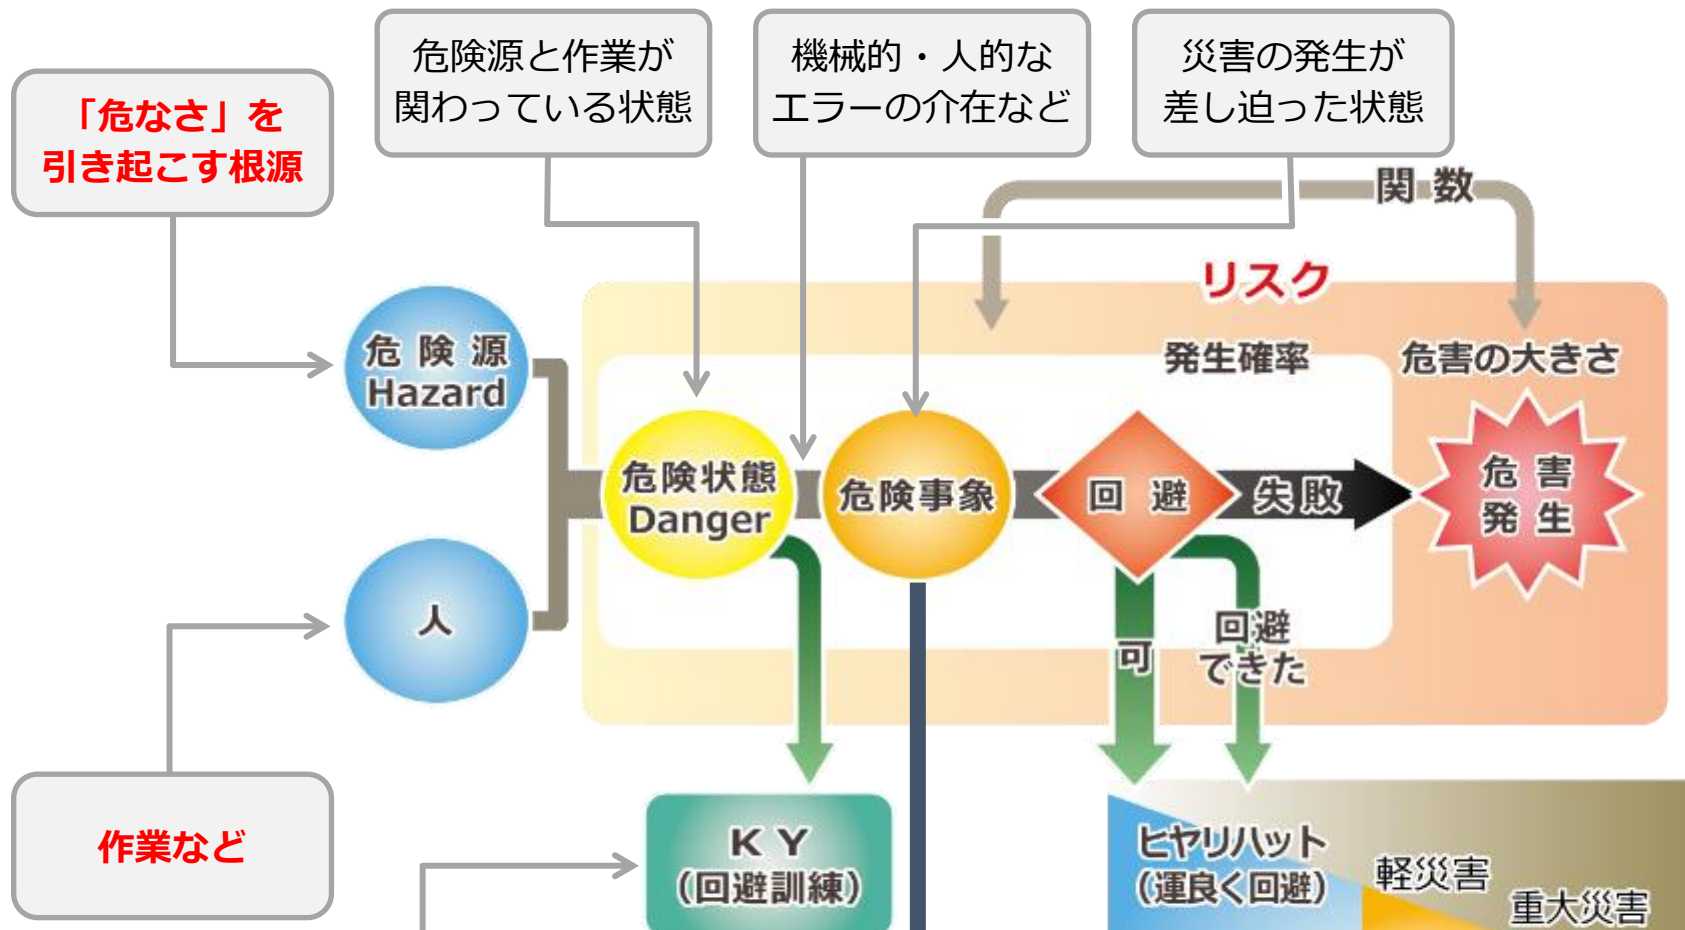 危険源と作業が
関わっている状態
機械的・人的な
エラーの介在など
災害の発生が
差し迫った状態
「危なさ」を
引き起こす根源
関数
リスク
発生確率
危害の大きさ
危険源
Hazard
危険状態
Danger
危険事象
回避
失敗
危害
発生
人
可
回避
できた
作業など
KY
(回避訓練)
ヒヤリハット
(運良く回避)
軽災害
重大災害